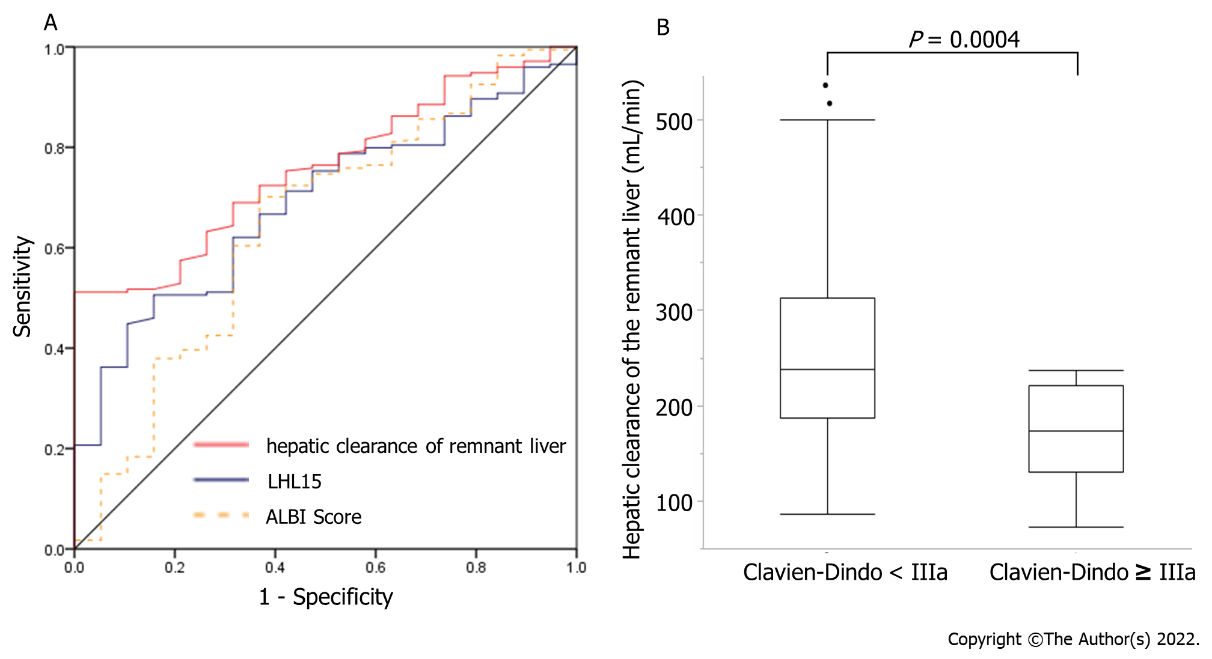 A
1.0
0.8
0.6
0.4
0.2
0.0
Sensitivity
0.0 0.2 0.4 0.6 0.8 1.0
1 - Specificity
hepatic clearance of remnant liver
LHL15
ALBI Score
B
P = 0.0004
Hepatic clearance of the remnant liver (mL/min)
500
400
300
200
100
Clavien-Dindo < IIIa
Clavien-Dindo ≥ IIIa
Copyright ©The Author(s) 2022.